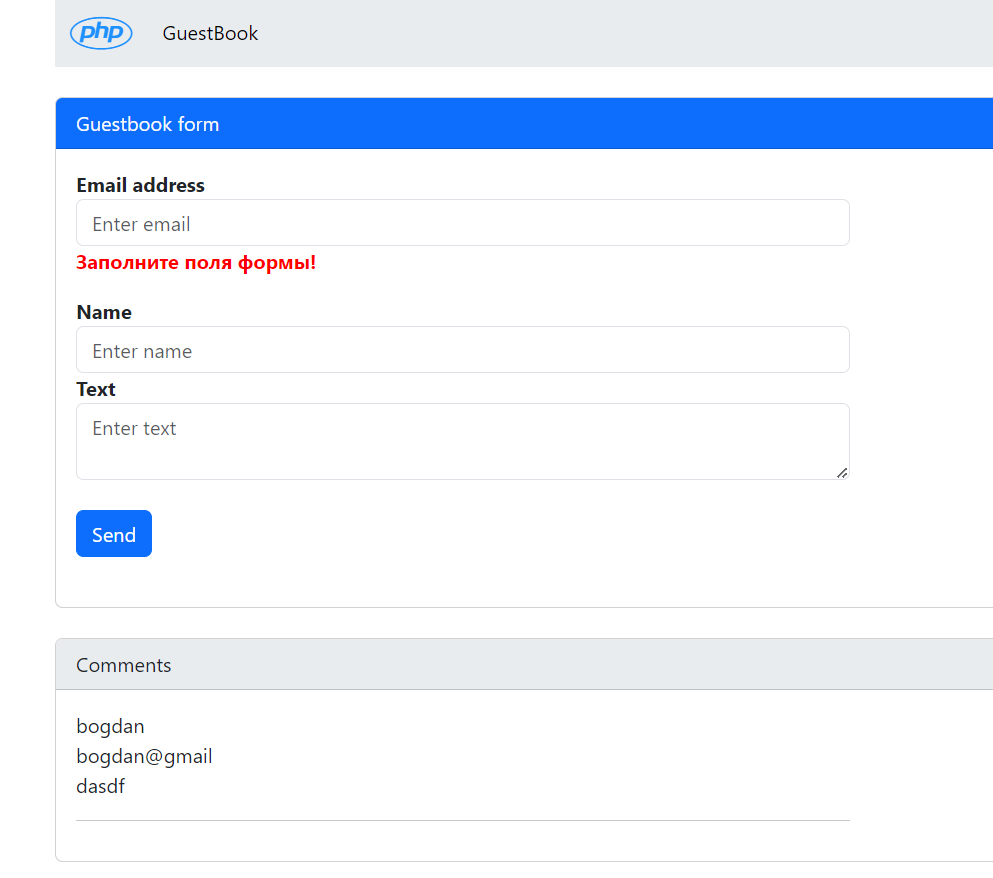 php GuestBook
Guestbook form
Email address
Enter email
Заполните поля формы!
Name
Enter name
Text
Enter text
Send
Comments
bogdan
bogdan@gmail
dasdf